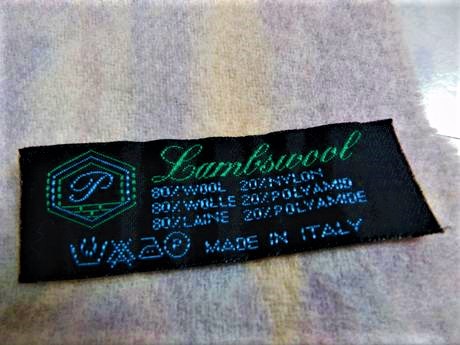 P
Lambswool
80%WOOL 20%NYLON
80%WOLLE 20%POLYAMID
80%LAINE 20%POLYAMIDE
P MADE IN ITALY